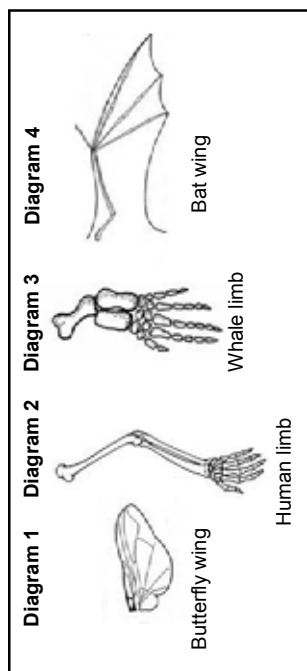 Diagram 1
Butterfly wing
Diagram 2
Human limb
Diagram 3
Whale limb
Diagram 4
Bat wing